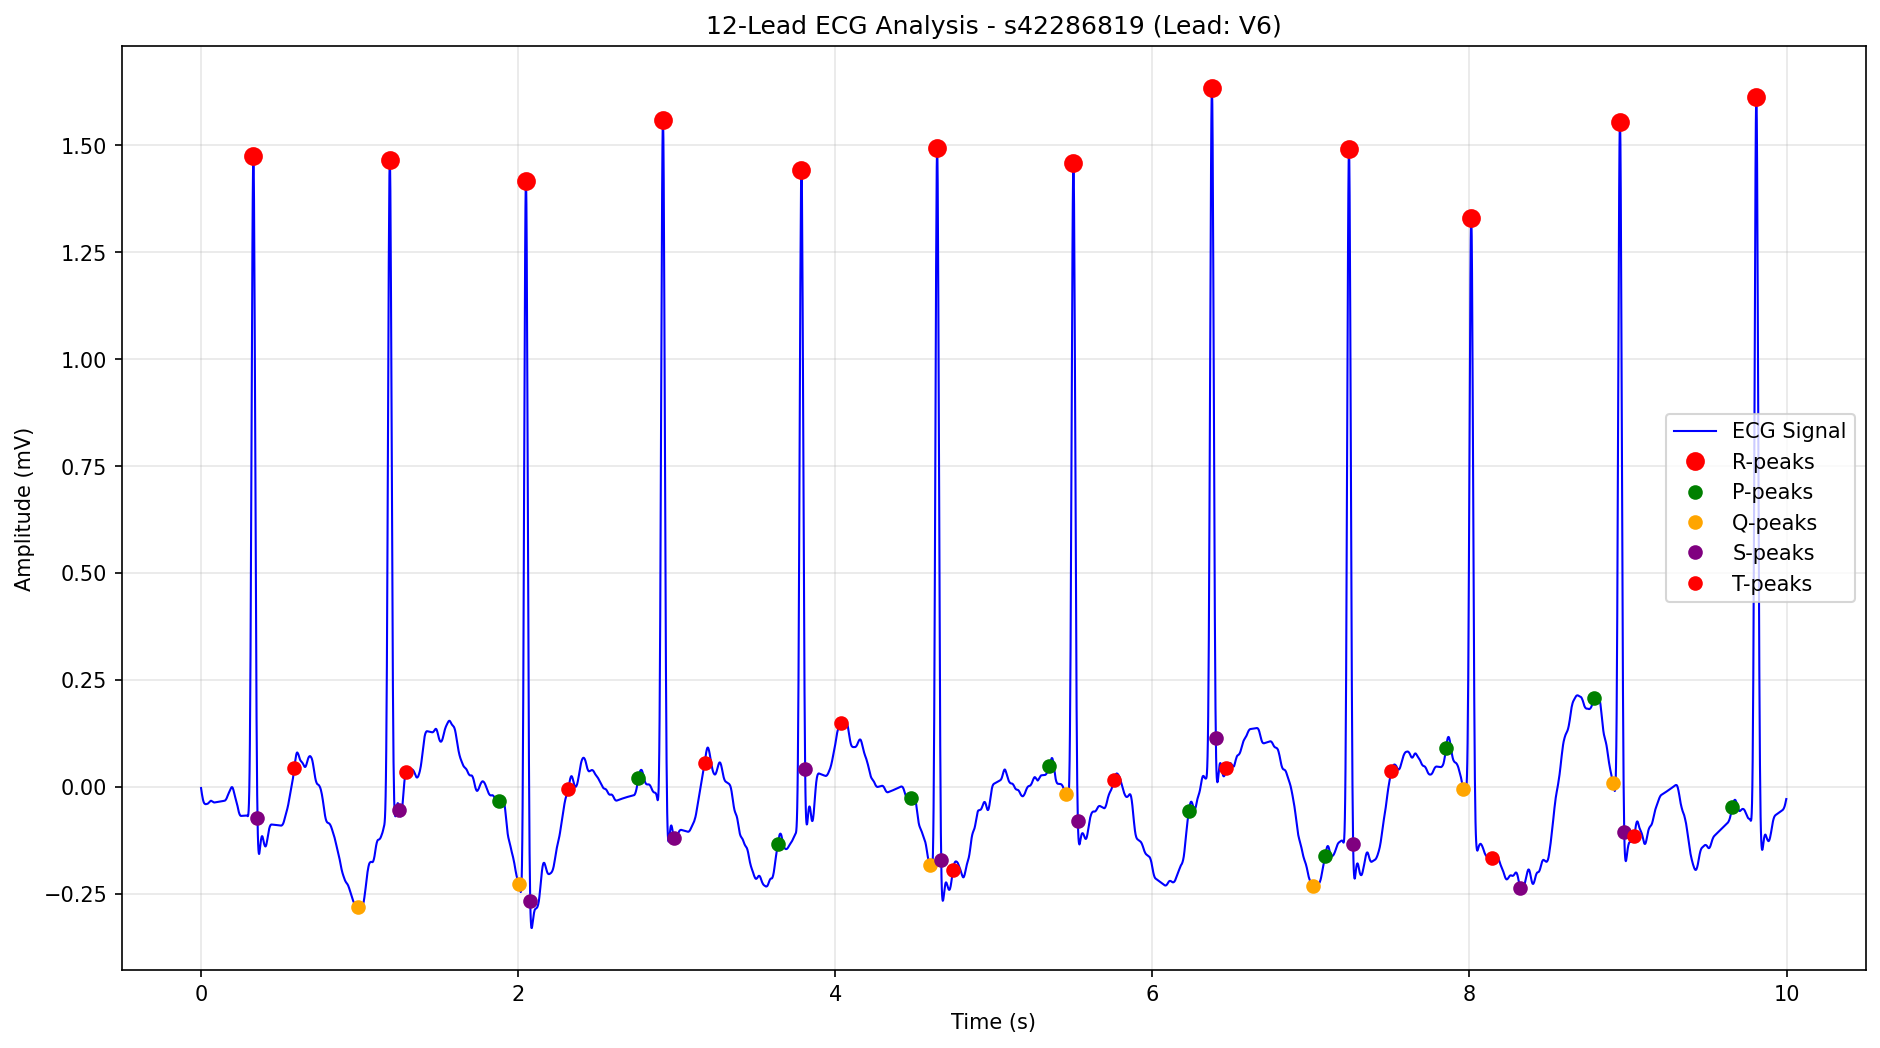 12-Lead ECG Analysis - s42286819 (Lead: V6)
Amplitude (mV)
1.50
1.25
1.00
0.75
0.50
0.25
0.00
−0.25
ECG Signal
R-peaks
P-peaks
Q-peaks
S-peaks
T-peaks
0 2 4 6 8 10
Time (s)